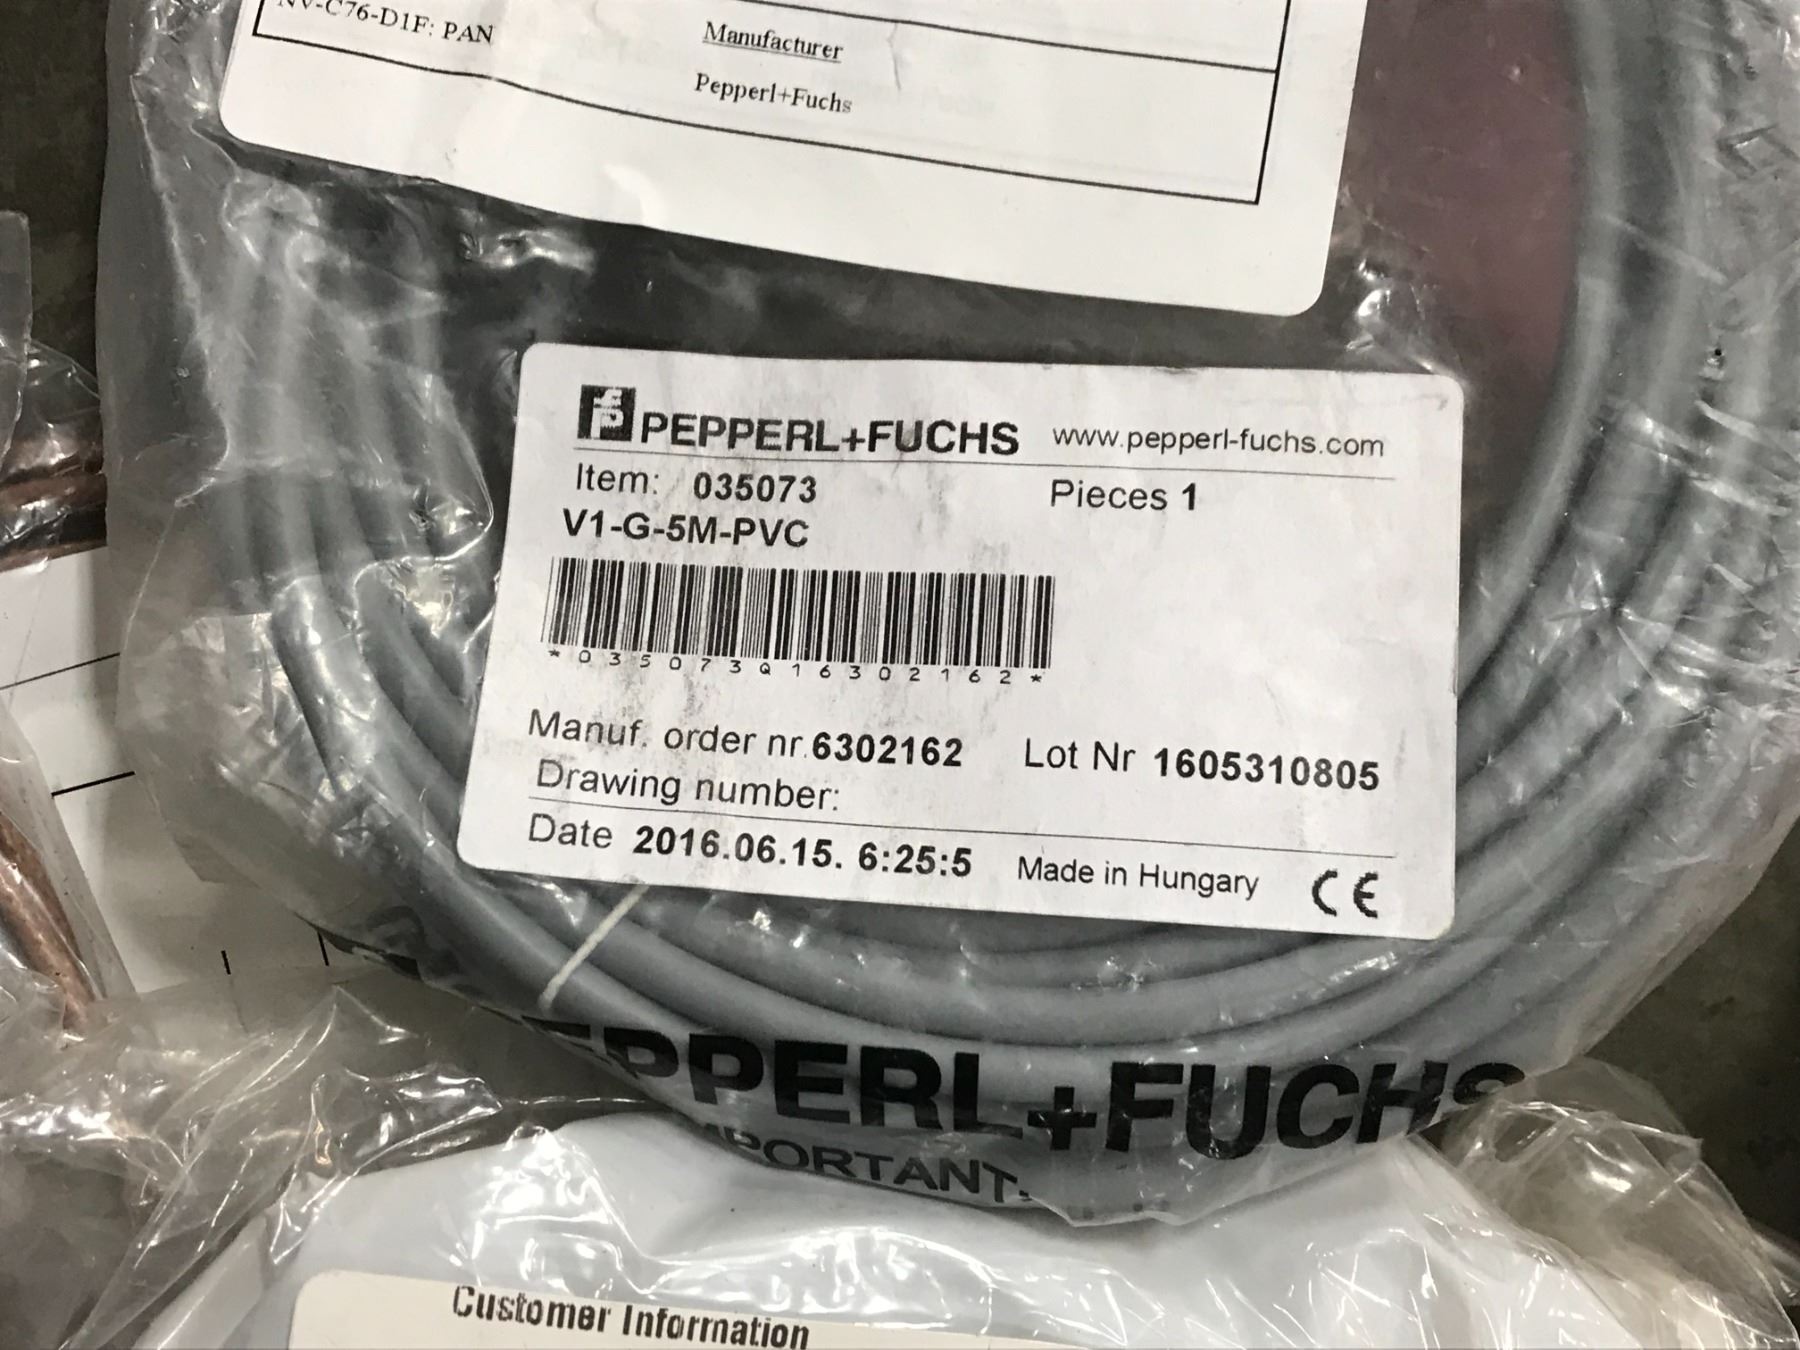 NV-C76-D1F: PAN
Manufacturer
Pepperl+Fuchs
PEPPERL+FUCHS www.pepperl-fuchs.com
Item: 035073 Pieces 1
V1-G-5M-PVC
*035073Q16302162*
Manuf. order nr.6302162 Lot Nr 1605310805
Drawing number:
Date 2016.06.15. 6:25:5 Made in Hungary CE
PEPPERL+FUCHS
IMPORTANT:
Customer Information